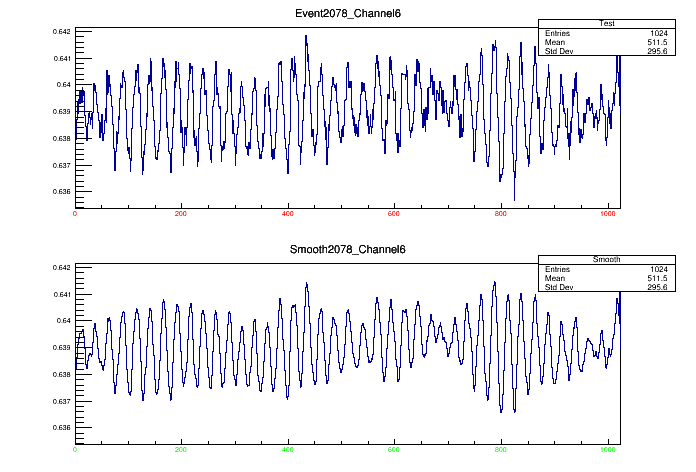 Event2078_Channel6
Test
Entries 1024
Mean 511.5
Std Dev 295.6
0.642
0.641
0.64
0.639
0.638
0.637
0.636
0 200 400 600 800 1000
Smooth2078_Channel6
Smooth
Entries 1024
Mean 511.5
Std Dev 295.6
0.642
0.641
0.64
0.639
0.638
0.637
0.636
0 200 400 600 800 1000